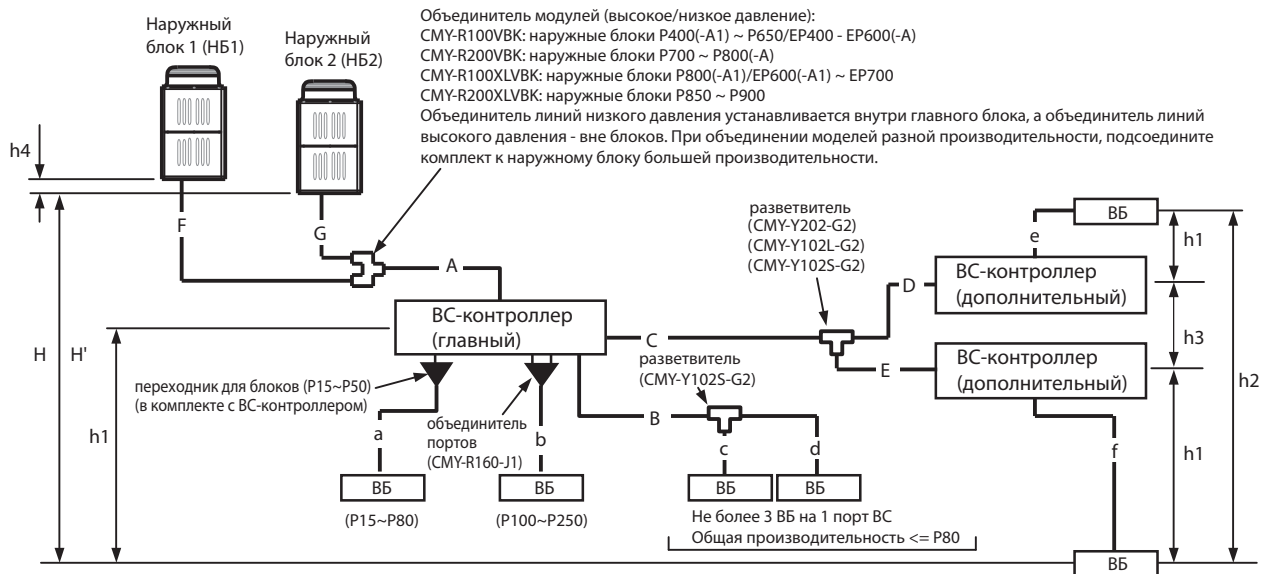 Объединитель модулей (высокое/низкое давление):
CMY-R100VBK: наружные блоки P400(-A1) ~ P650/EP400 - EP600(-A)
CMY-R200VBK: наружные блоки P700 ~ P800(-A)
CMY-R100XLVBK: наружные блоки P800(-A1)/EP600(-A1) ~ EP700
CMY-R200XLVBK: наружные блоки P850 ~ P900
Объединитель линий низкого давления устанавливается внутри главного блока, а объединитель линий
высокого давления - вне блоков. При объединении моделей разной производительности, подсоедините
комплект к наружному блоку большей производительности.
Наружный
блок 1 (НБ1)
Наружный
блок 2 (НБ2)
h4
F
G
A
H
H'
h1
BC-контроллер
(главный)
переходник для блоков (P15~P50)
(в комплекте с BC-контроллером)
a
ВБ
(P15~P80)
объединитель
портов
(CMY-R160-J1)
b
ВБ
(P100~P250)
C
разветвитель
(CMY-Y202-G2)
(CMY-Y102L-G2)
(CMY-Y102S-G2)
разветвитель
(CMY-Y102S-G2)
B
c
d
ВБ
ВБ
Не более 3 ВБ на 1 порт ВС
Общая производительность <= P80
D
E
e
ВБ
BC-контроллер
(дополнительный)
BC-контроллер
(дополнительный)
f
ВБ
h1
h3
h1
h2